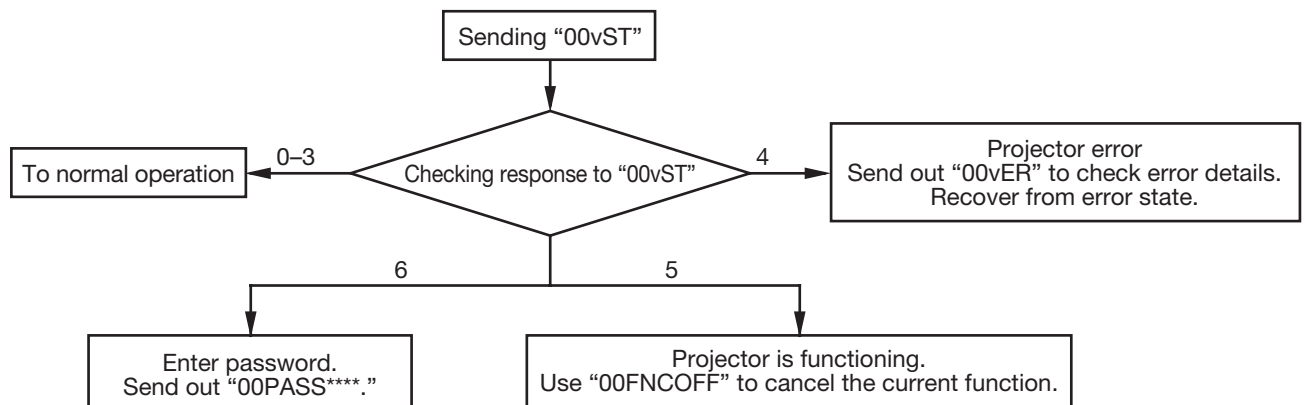 Sending “00vST”
To normal operation
0–3
Checking response to “00vST”
4
Projector error
Send out “00vER” to check error details.
Recover from error state.
6
5
Enter password.
Send out “00PASS****.”
Projector is functioning.
Use “00FNCOFF” to cancel the current function.